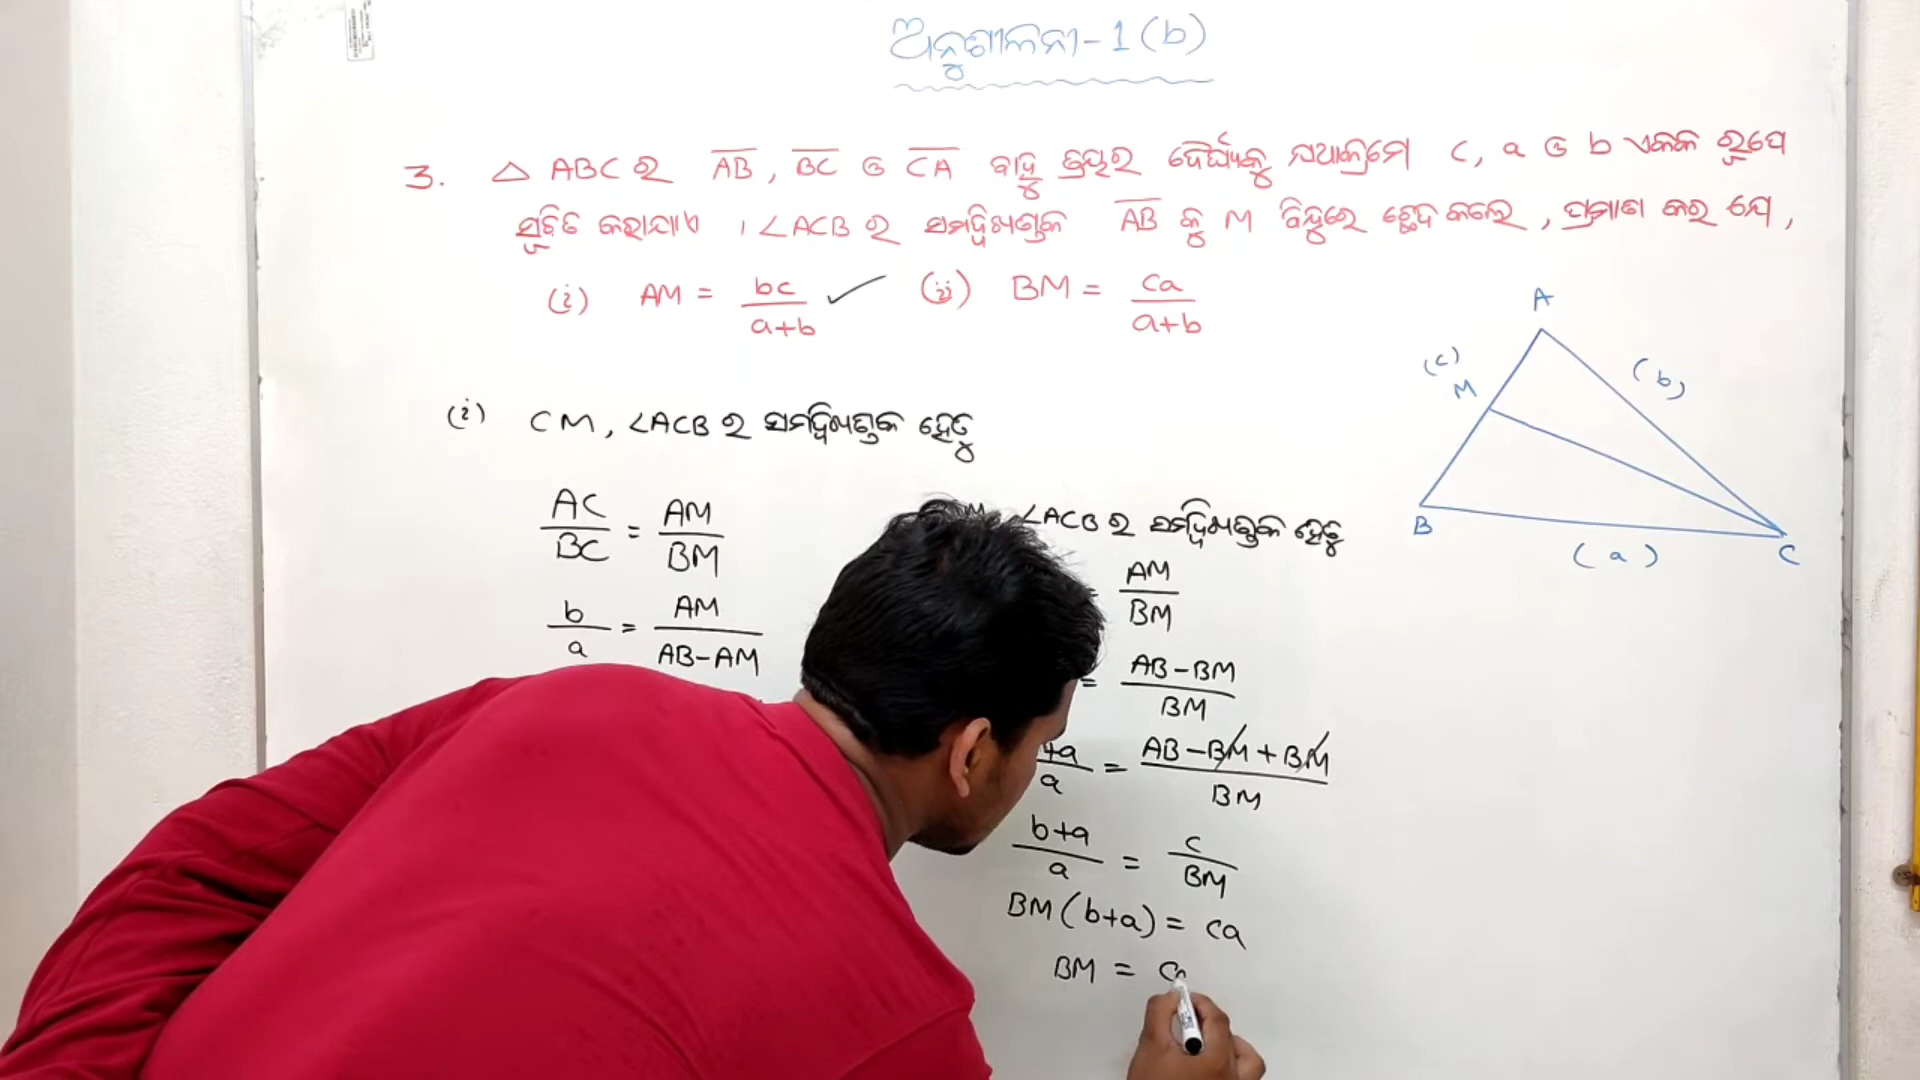 ଅନୁଶୀଳନୀ-1(b)
3. △ ABC ର AB, BC ଓ CA ବାହୁ ତ୍ରୟର ଦୈର୍ଘ୍ୟକୁ ଯଥାକ୍ରମେ c, a ଓ b ଏକକ ରୂପେ
ସୂଚିତ କରାଯାଏ । ∠ACB ର ସମଦ୍ୱିଖଣ୍ଡକ AB କୁ M ବିନ୍ଦୁରେ ଛେଦ କଲେ, ପ୍ରମାଣ କର ଯେ,
(i) AM = bc/a+b ✓ (ii) BM = ca/a+b
A
(c)
M
(b)
B
(a)
C
(i) CM, ∠ACB ର ସମଦ୍ୱିଖଣ୍ଡକ ହେତୁ
AC/BC = AM/BM
b/a = AM/AB-AM
∠ACB ର ସମଦ୍ୱିଖଣ୍ଡକ ହେତୁ
= AM/BM
= AB-BM/BM
+a/a = AB-BM+BM/BM
b+a/a = c/BM
BM(b+a) = ca
BM = c